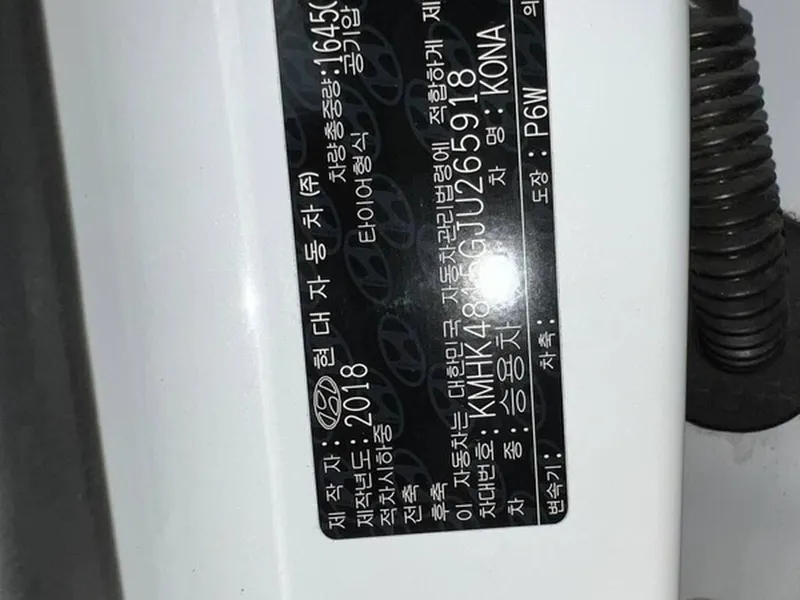 제 작 자 : 현 대 자 동 차 (주)
제작년도 : 2018 차량총중량 : 1645
적차시하중 타이어형식 공기압
전축
후축
이 자동차는 대한민국 자동차관리법령에 적합하게 제
차대번호 : KMHK4815GJU265918
차 종 : 승용차 차 명 : KONA
변속기 : 차축 : 도장 : P6W 의